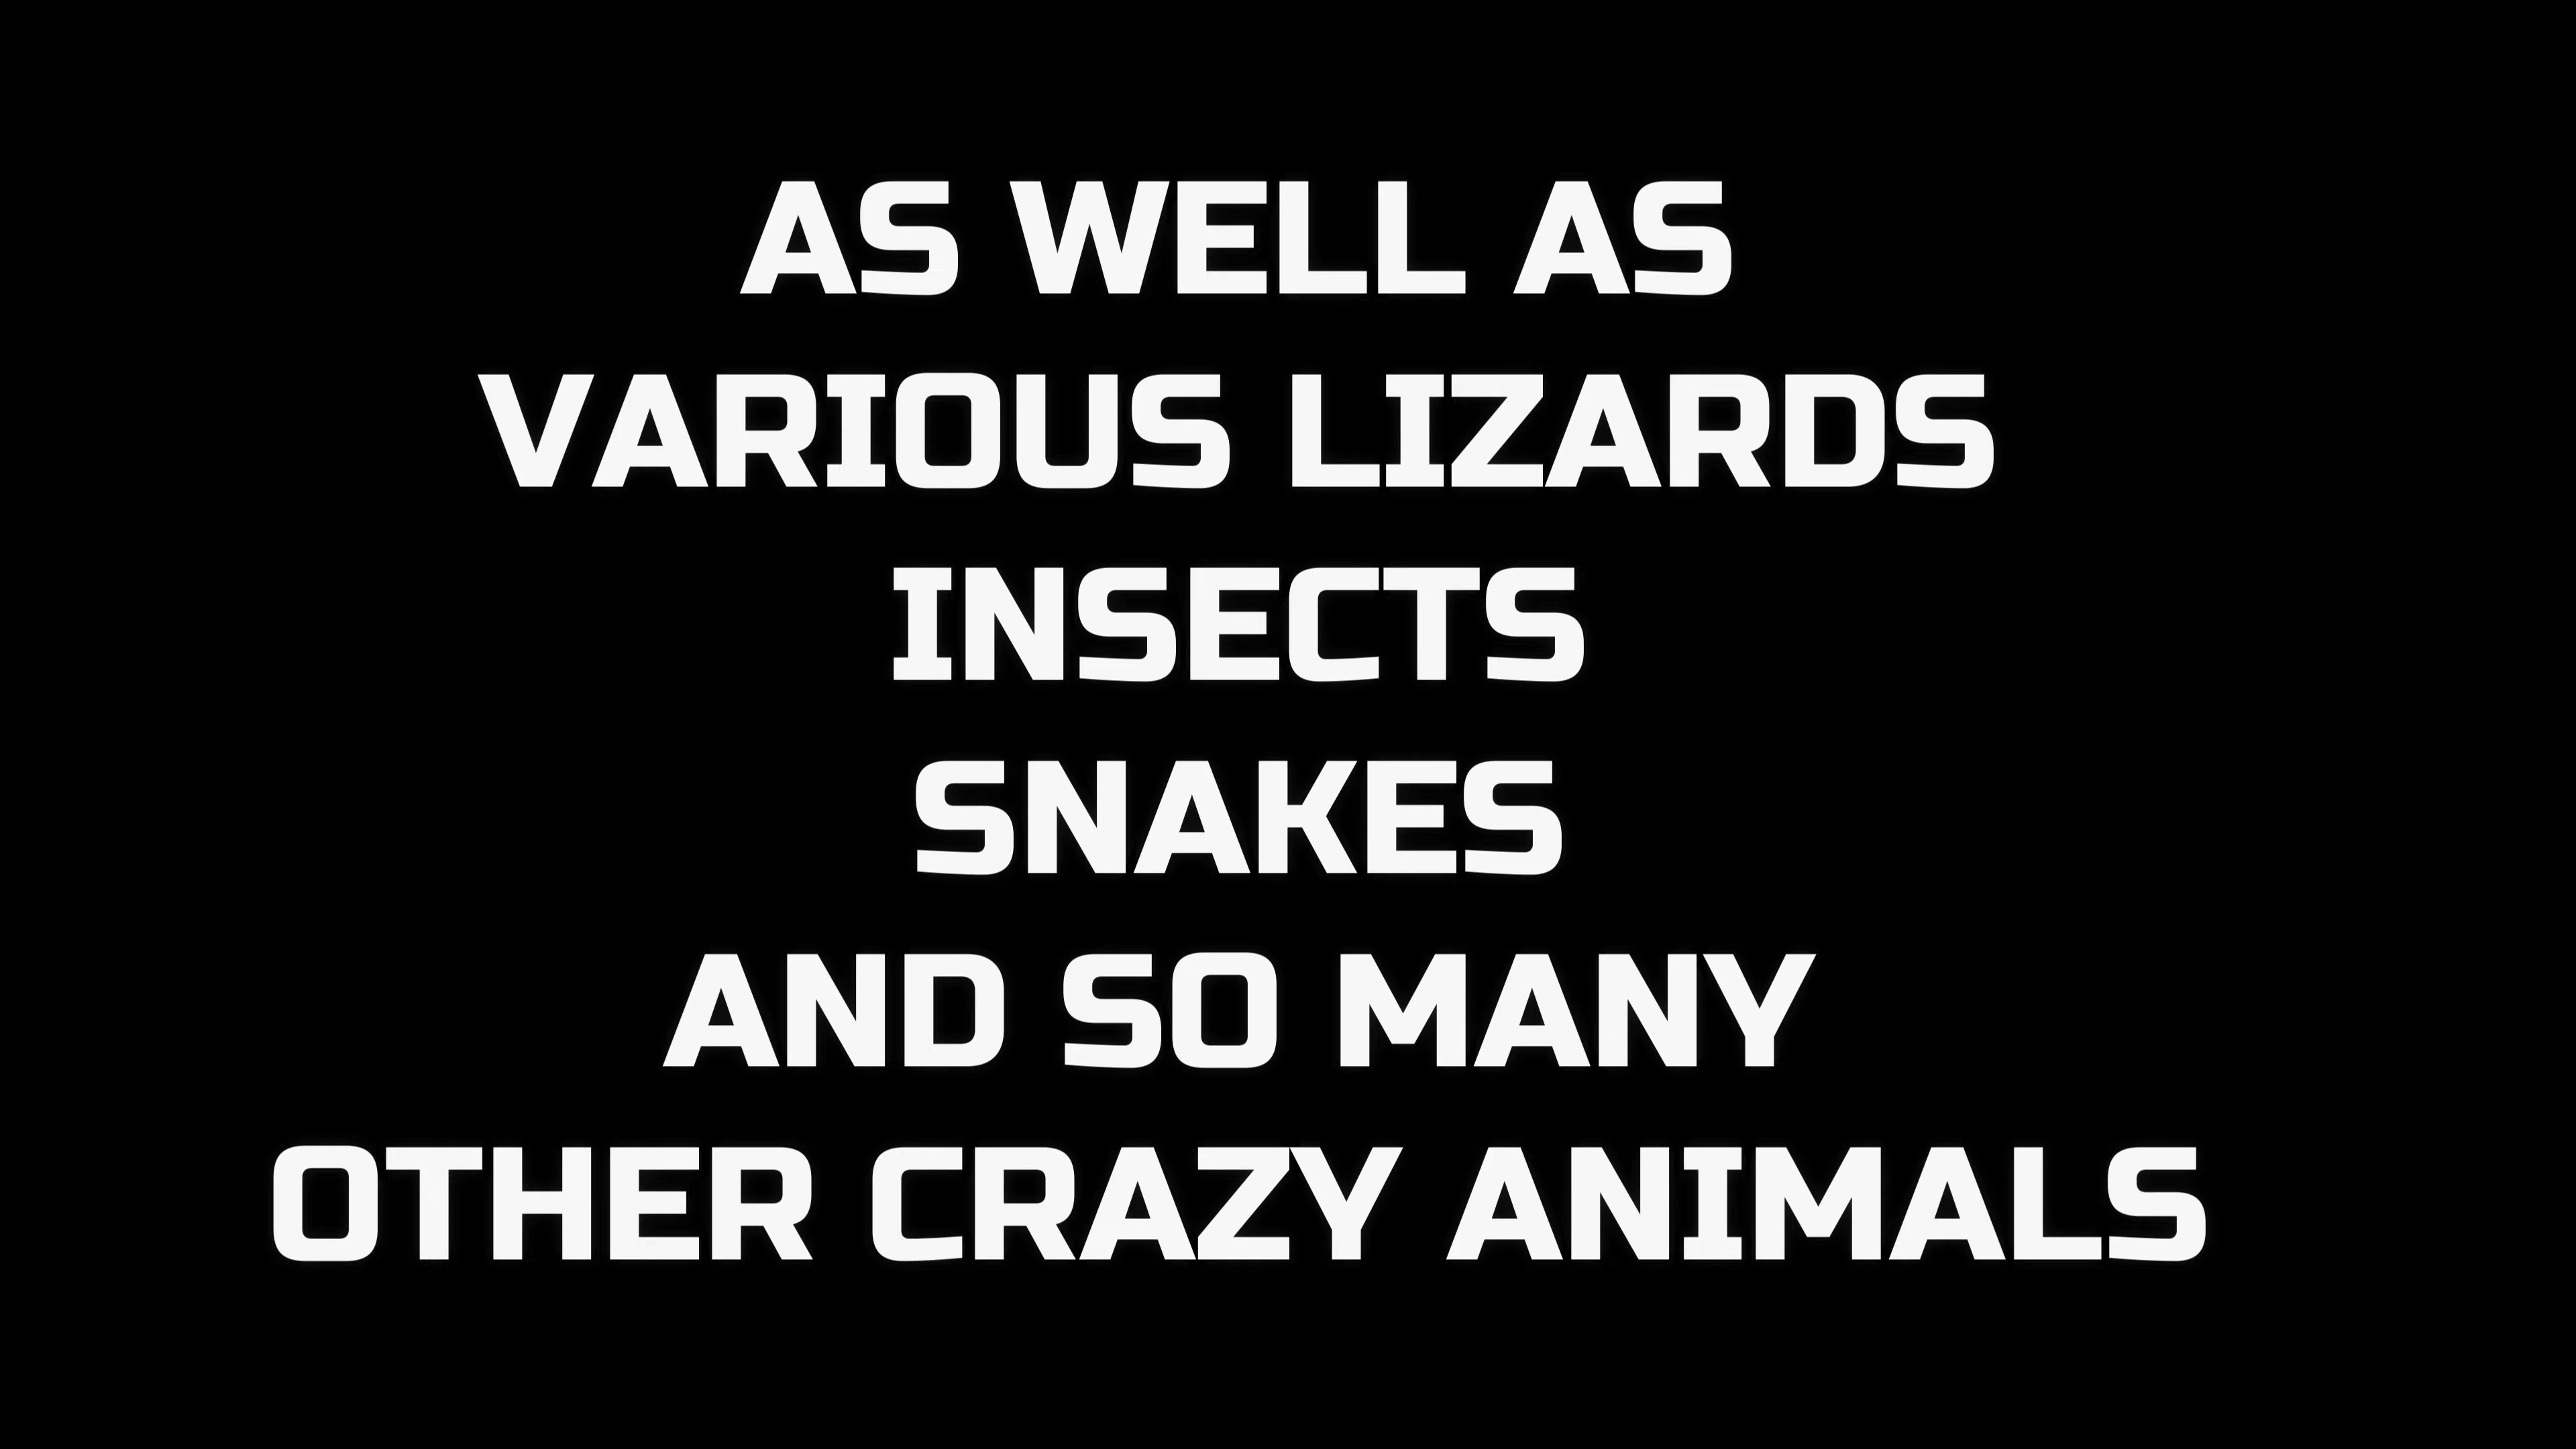 AS WELL AS
VARIOUS LIZARDS
INSECTS
SNAKES
AND SO MANY
OTHER CRAZY ANIMALS